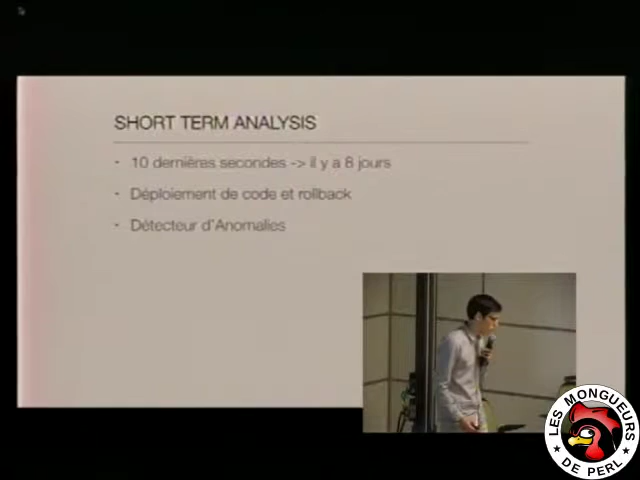 SHORT TERM ANALYSIS
- 10 dernières secondes -> il y a 8 jours
- Déploiement de code et rollback
- Détecteur d'Anomalies
LES MONGUEURS
★ DE PERL ★